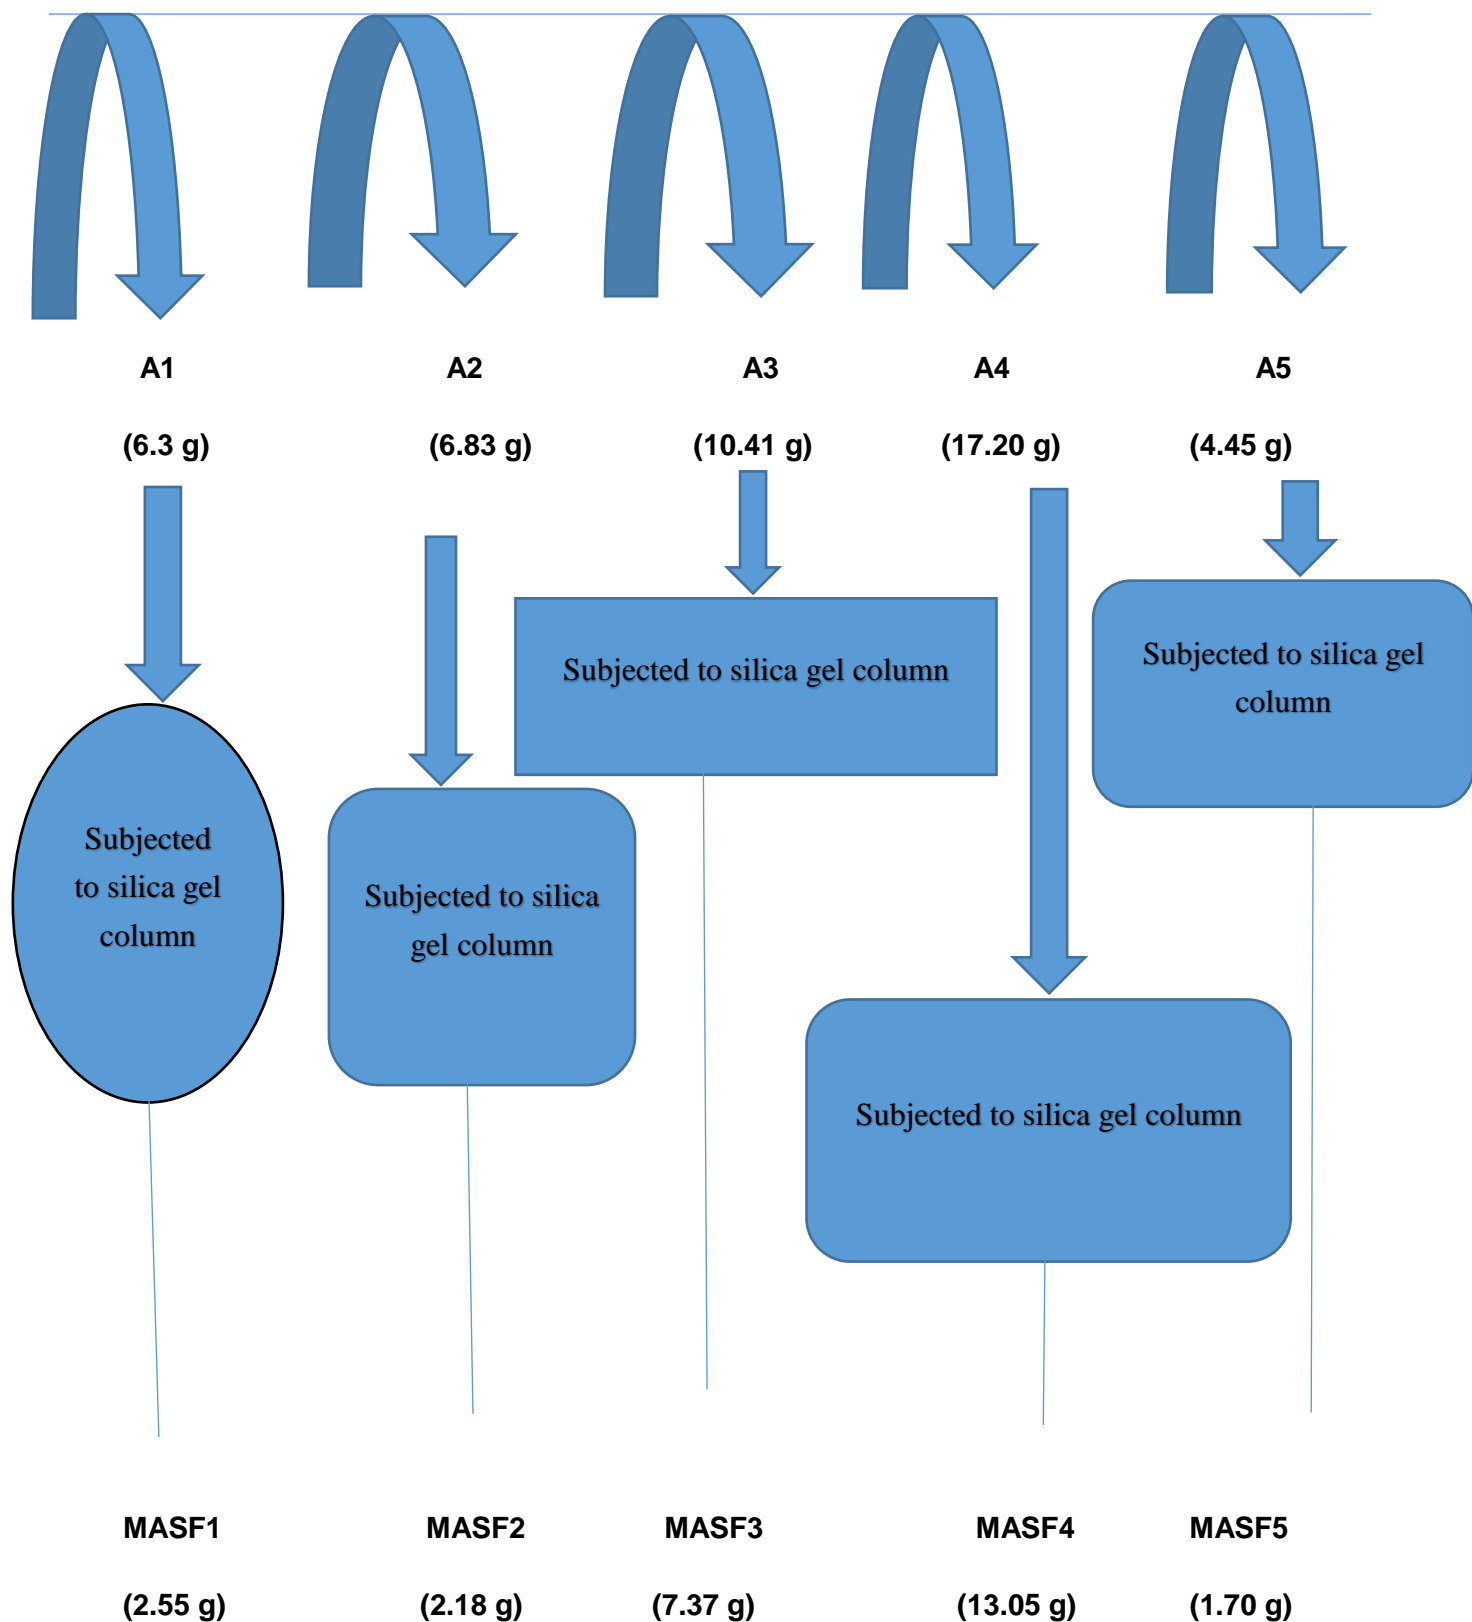 A1
A2
A3
A4
A5
(6.3 g)
(6.83 g)
(10.41 g)
(17.20 g)
(4.45 g)
Subjected to silica gel column
Subjected to silica gel
column
Subjected
to silica gel
column
Subjected to silica
gel column
Subjected to silica gel column
MASF1
MASF2
MASF3
MASF4
MASF5
(2.55 g)
(2.18 g)
(7.37 g)
(13.05 g)
(1.70 g)